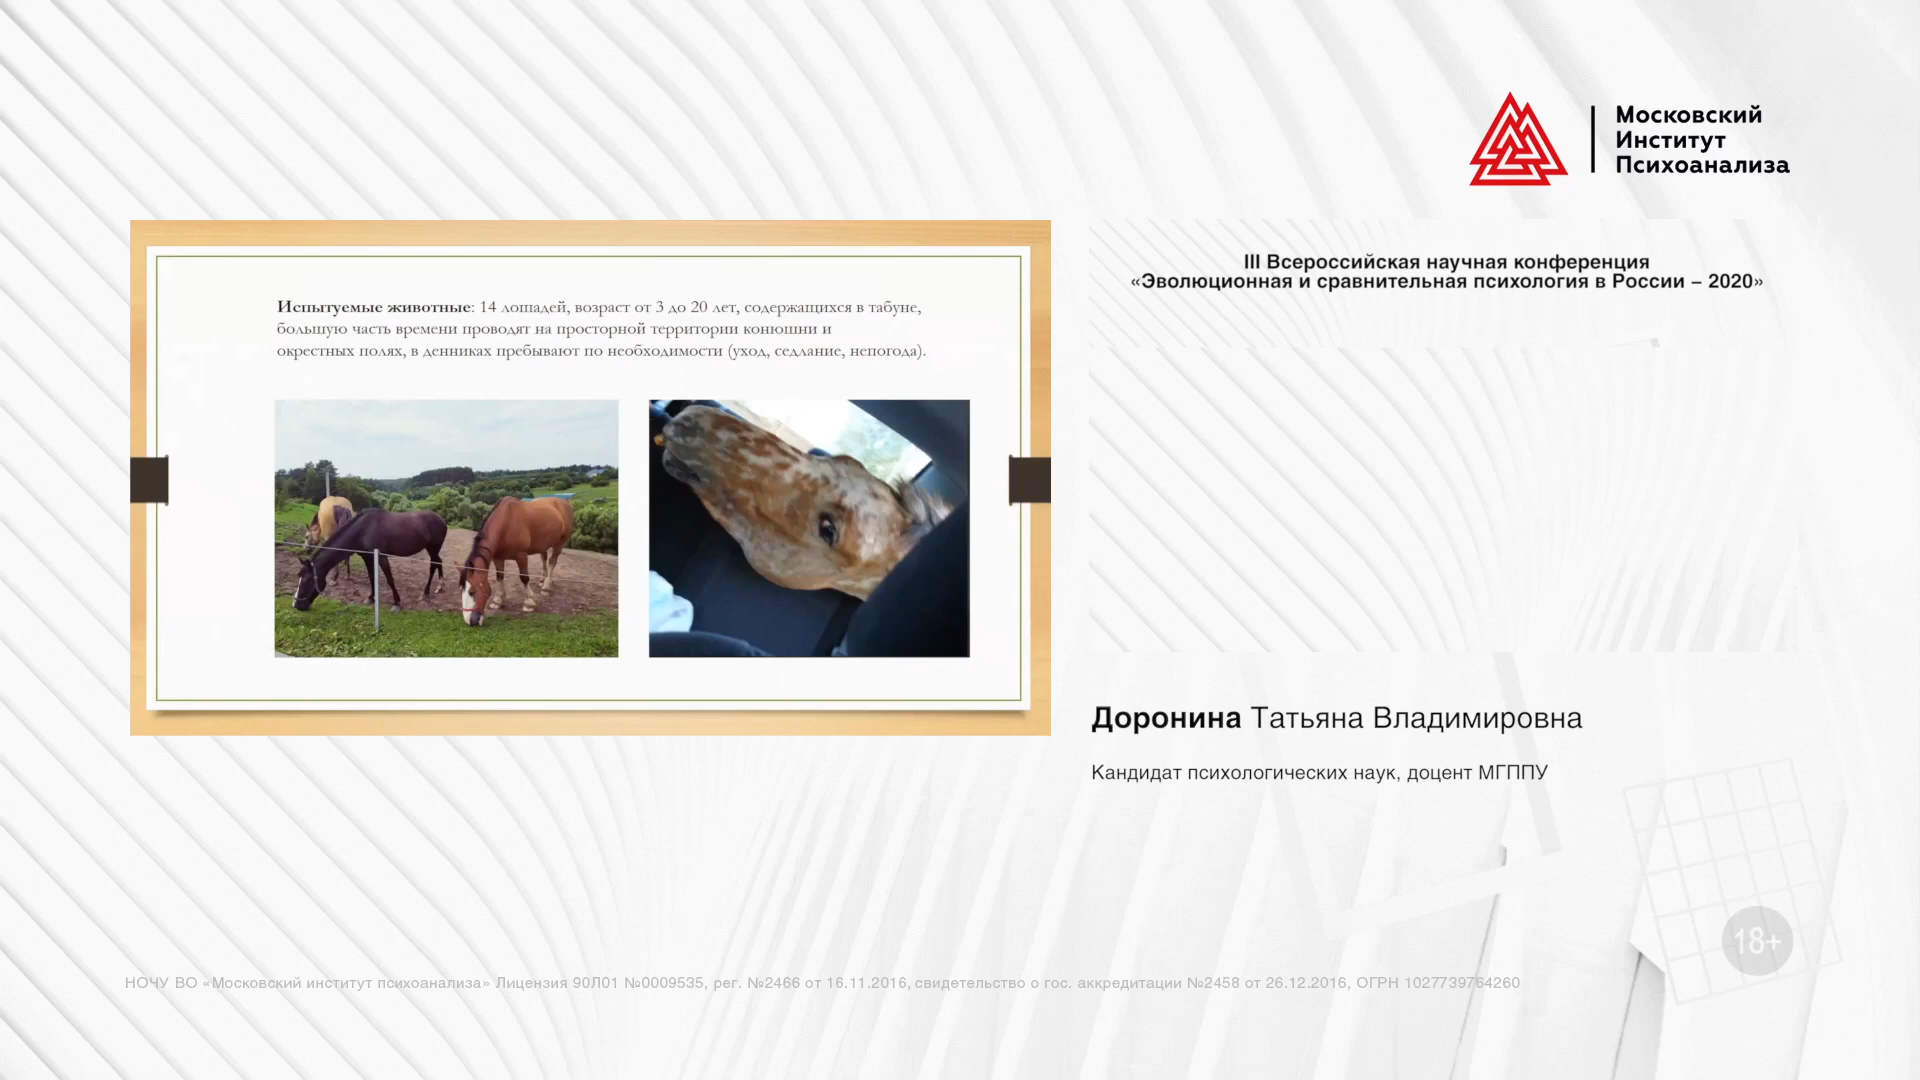 Московский
Институт
Психоанализа
III Всероссийская научная конференция
«Эволюционная и сравнительная психология в России – 2020»
Испытуемые животные: 14 лошадей, возраст от 3 до 20 лет, содержащихся в табуне,
большую часть времени проводят на просторной территории конюшни и
окрестных полях, в денниках пребывают по необходимости (уход, седлание, непогода).
Доронина Татьяна Владимировна
Кандидат психологических наук, доцент МГППУ
18+
НОЧУ ВО «Московский институт психоанализа» Лицензия 90Л01 №0009535, рег. №2466 от 16.11.2016, свидетельство о гос. аккредитации №2458 от 26.12.2016, ОГРН 1027739764260